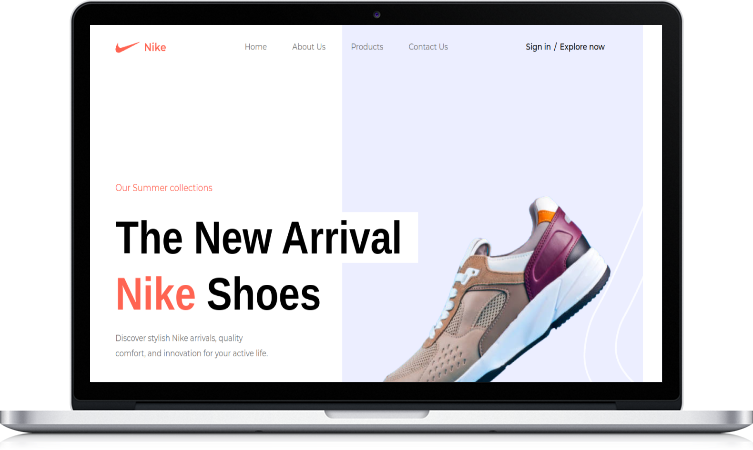 Nike
Home About Us Products Contact Us
Sign in / Explore now
Our Summer collections
The New Arrival
Nike Shoes
Discover stylish Nike arrivals, quality
comfort, and innovation for your active life.